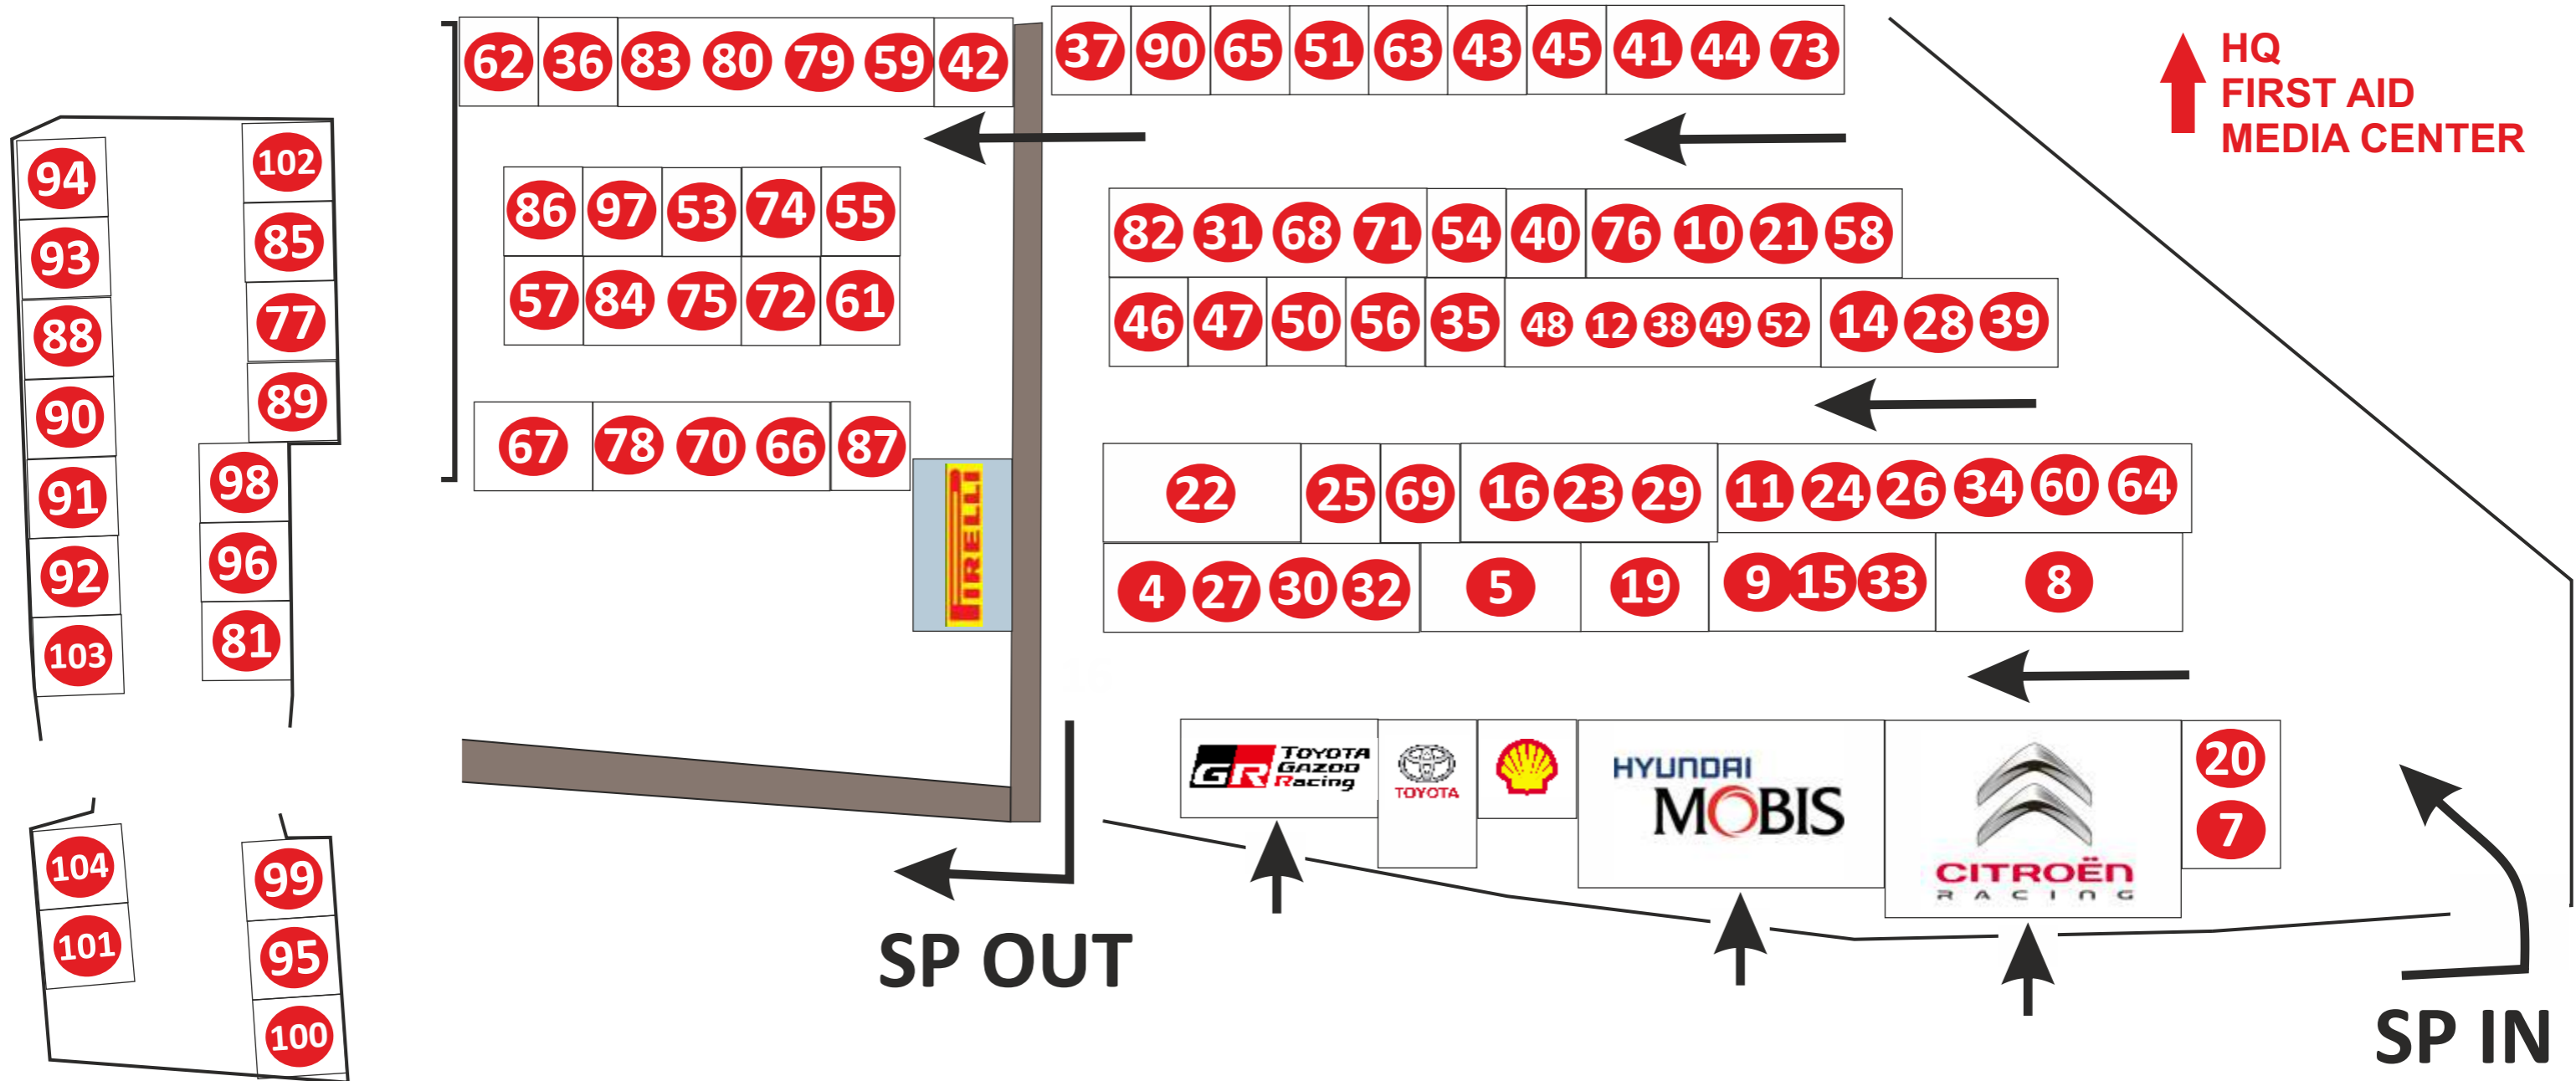 62 36 83 80 79 59 42
37 90 65 51 63 43 45 41 44 73
HQ
FIRST AID
MEDIA CENTER
94
93
88
90
91
92
103
102
85
77
89
98
96
81
86 97 53 74 55
57 84 75 72 61
67 78 70 66 87
PIRELLI
82 31 68 71 54 40 76 10 21 58
46 47 50 56 35 48 12 38 49 52 14 28 39
22 25 69 16 23 29 11 24 26 34 60 64
4 27 30 32 5 19 9 15 33 8
GR TOYOTA
GAZOO
Racing
TOYOTA
HYUNDAI
MOBIS
CITROËN
RACING
20
7
104
101
99
95
100
SP OUT
SP IN